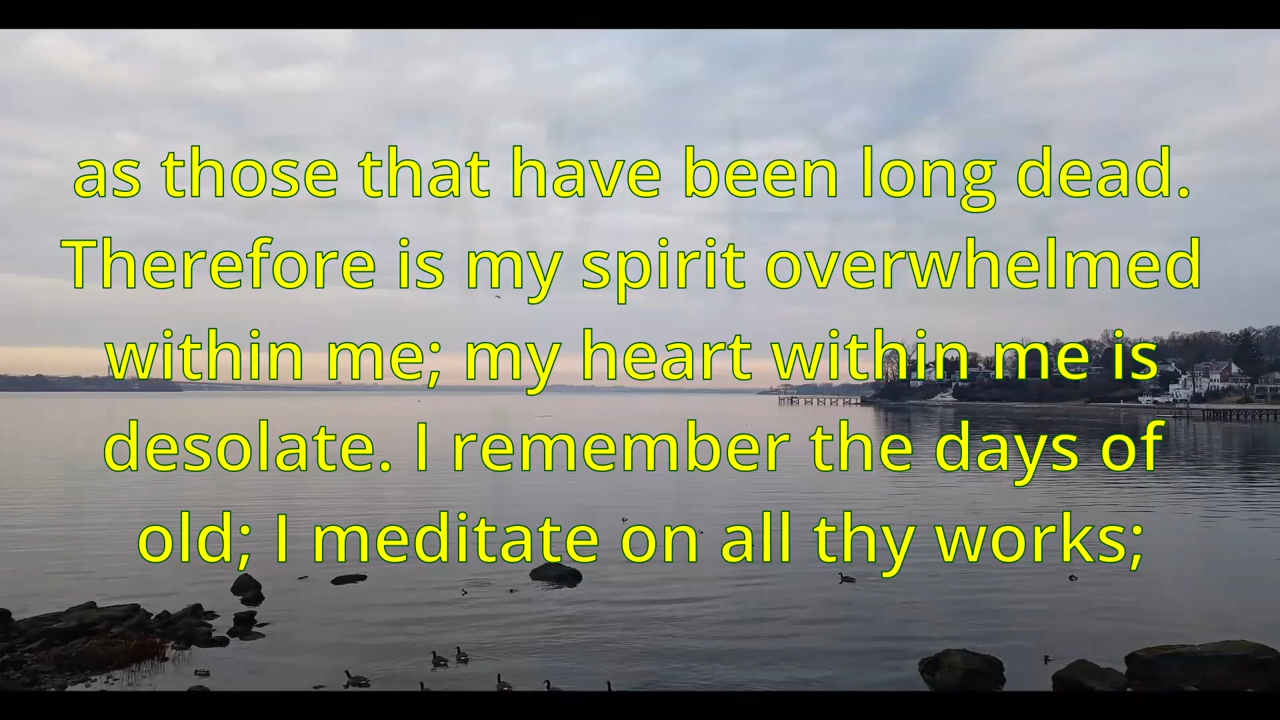 as those that have been long dead.
Therefore is my spirit overwhelmed
within me; my heart within me is
desolate. I remember the days of
old; I meditate on all thy works;